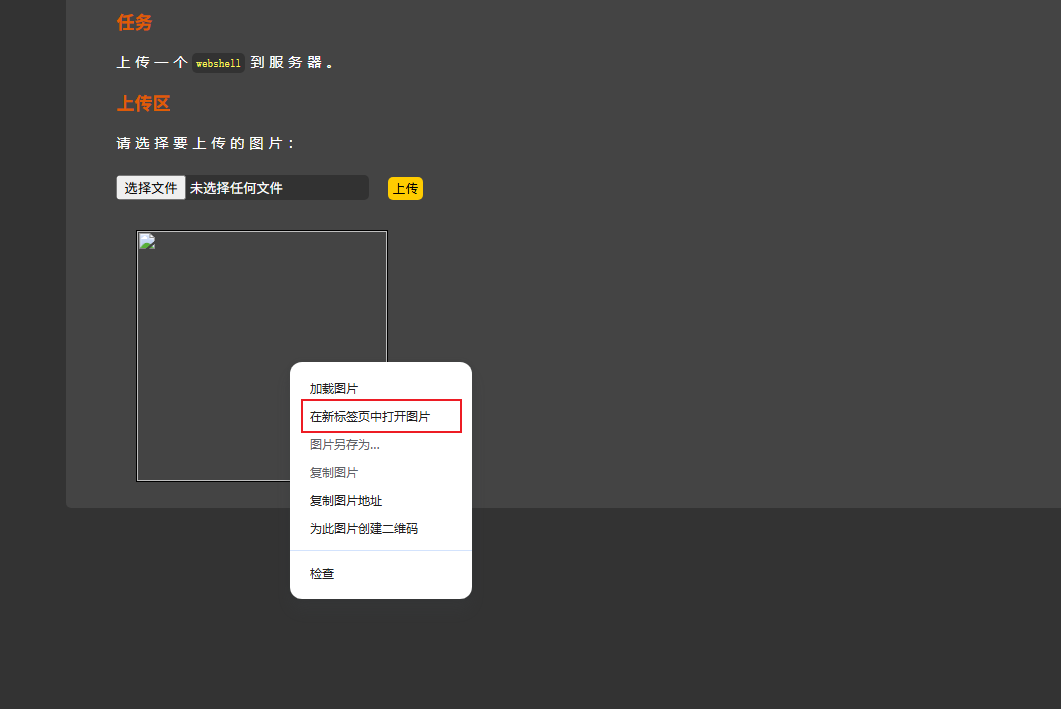 任务
上传一个 webshell 到服务器。
上传区
请选择要上传的图片：
选择文件 未选择任何文件 上传
加载图片
在新标签页中打开图片
图片另存为...
复制图片
复制图片地址
为此图片创建二维码
检查